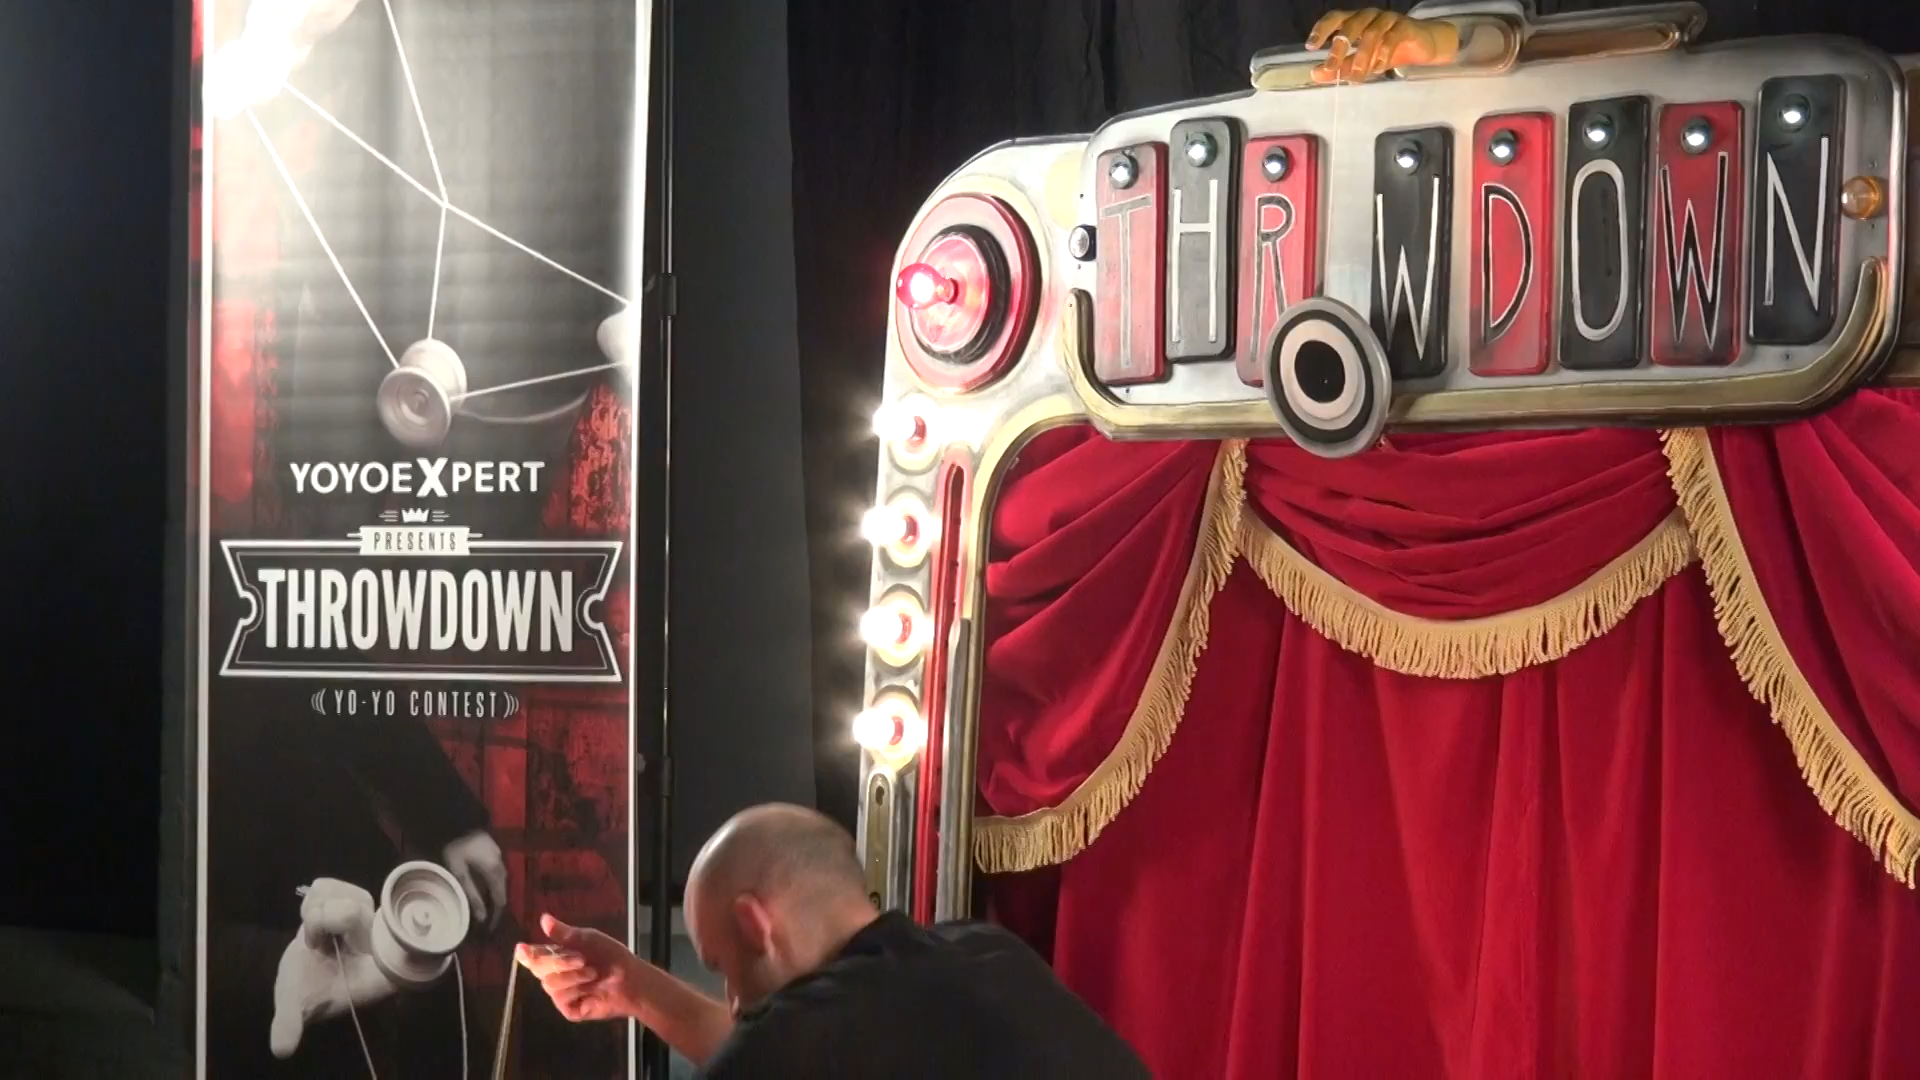 YOYOEXPERT
PRESENTS
THROWDOWN
YO-YO CONTEST
THR WDOWN